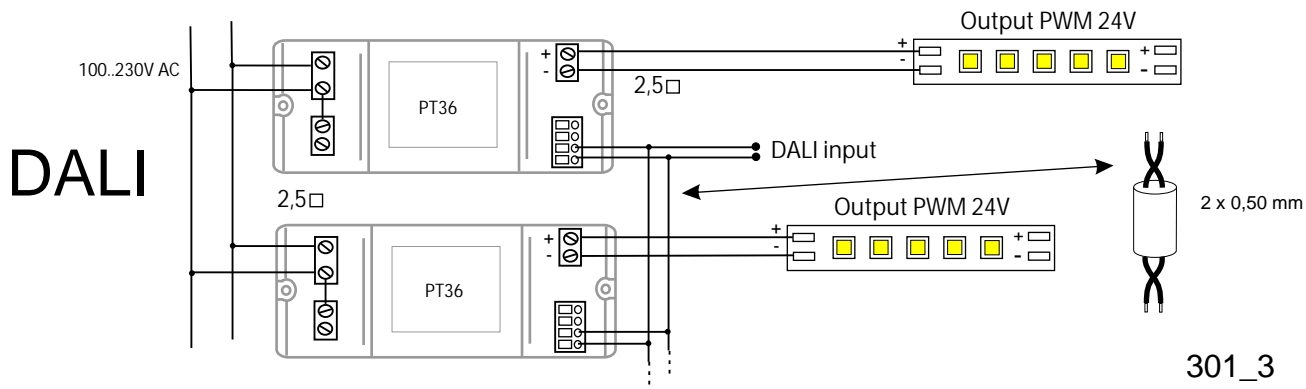 Output PWM 24V
100..230V AC
+
-
+
-
+
-
2,5□
PT36
DALI input
DALI
2,5□
2 x 0,50 mm
Output PWM 24V
+
-
+
-
+
-
PT36
301_3